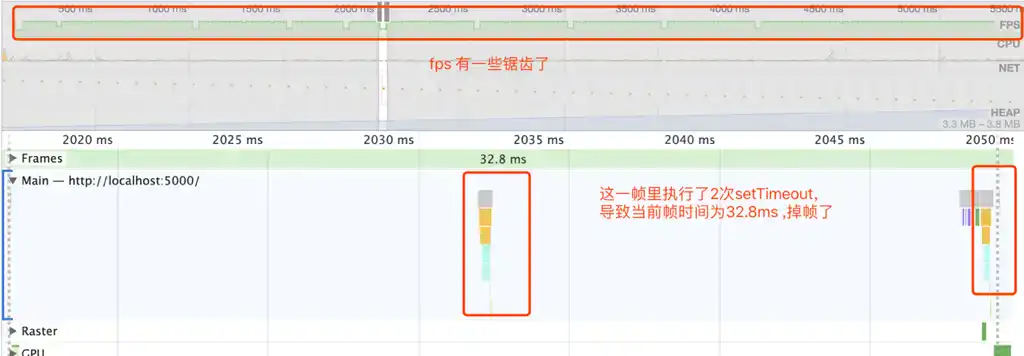 500 ms 1000 ms 1500 ms 2000 ms 2500 ms 3000 ms 3500 ms 4000 ms 4500 ms 5000 ms 5500 ms
FPS
CPU
fps 有一些锯齿了
NET
HEAP
3.3 MB – 3.8 MB
2020 ms 2025 ms 2030 ms 2035 ms 2040 ms 2045 ms 2050 ms
Frames 32.8 ms
Main — http://localhost:5000/
这一帧里执行了2次setTimeout,
导致当前帧时间为32.8ms ,掉帧了
Raster
GPU